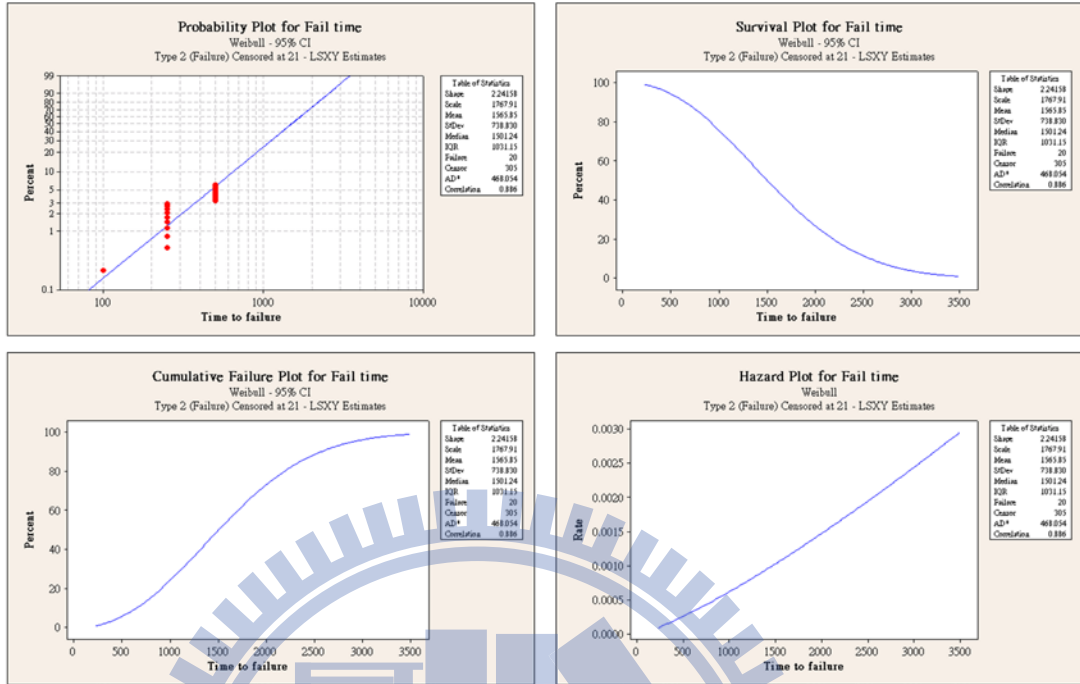 Probability Plot for Fail time
Weibull - 95% CI
Type 2 (Failure) Censored at 21 - LSXY Estimates
99
90
80
70
60
50
40
30
20
10
5
3
2
1
0.1
Percent
100
1000
10000
Time to failure
Table of Statistics
Shape 2.24158
Scale 1767.91
Mean 1565.85
StDev 738.830
Median 1501.24
IQR 1031.15
Failure 20
Censor 305
AD* 468.054
Correlation 0.886
Survival Plot for Fail time
Weibull - 95% CI
Type 2 (Failure) Censored at 21 - LSXY Estimates
100
80
60
40
20
0
Percent
0 500 1000 1500 2000 2500 3000 3500
Time to failure
Table of Statistics
Shape 2.24158
Scale 1767.91
Mean 1565.85
StDev 738.830
Median 1501.24
IQR 1031.15
Failure 20
Censor 305
AD* 468.054
Correlation 0.886
Cumulative Failure Plot for Fail time
Weibull - 95% CI
Type 2 (Failure) Censored at 21 - LSXY Estimates
100
80
60
40
20
0
Percent
0 500 1000 1500 2000 2500 3000 3500
Time to failure
Table of Statistics
Shape 2.24158
Scale 1767.91
Mean 1565.85
StDev 738.830
Median 1501.24
IQR 1031.15
Failure 20
Censor 305
AD* 468.054
Correlation 0.886
Hazard Plot for Fail time
Weibull
Type 2 (Failure) Censored at 21 - LSXY Estimates
0.0030
0.0025
0.0020
0.0015
0.0010
0.0005
0.0000
Rate
0 500 1000 1500 2000 2500 3000 3500
Time to failure
Table of Statistics
Shape 2.24158
Scale 1767.91
Mean 1565.85
StDev 738.830
Median 1501.24
IQR 1031.15
Failure 20
Censor 305
AD* 468.054
Correlation 0.886